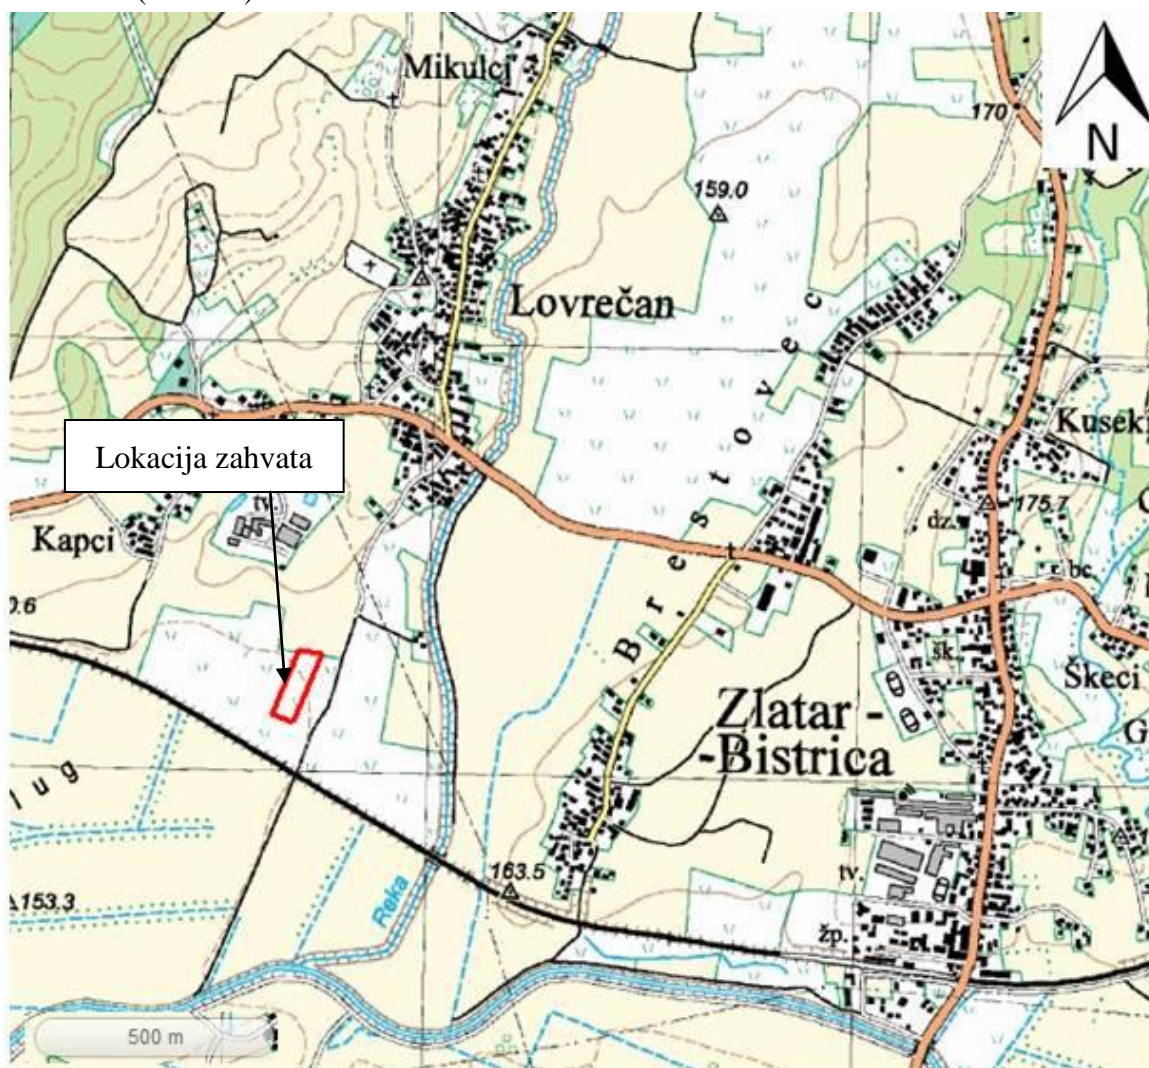 Mikulci
170
N
159.0
Lovrečan
Brestovec
Lokacija zahvata
tv.
Kapci
Kuseki
175.7
dz.
bc.
šk.
Škeci
0.6
Zlatar -
-Bistrica
lug
163.5
Reka
153.3
tv.
žp.
500 m